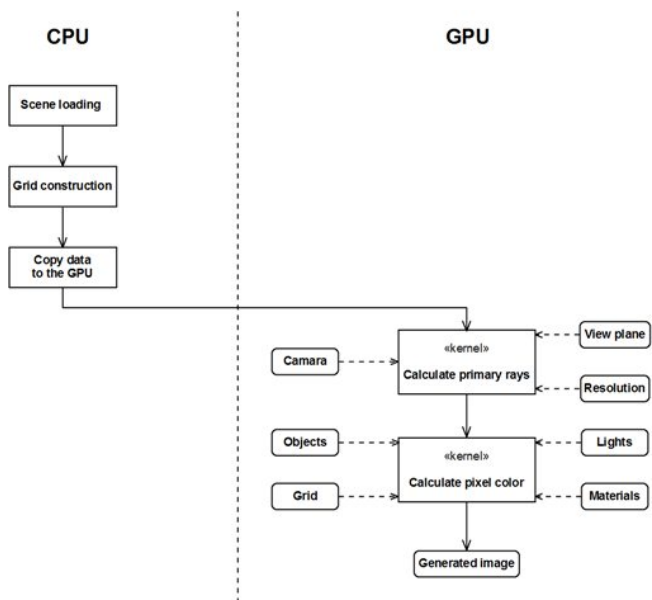 CPU
GPU
Scene loading
Grid construction
Copy data
to the GPU
«kernel»
Calculate primary rays
Camara
View plane
Resolution
«kernel»
Calculate pixel color
Objects
Grid
Lights
Materials
Generated image